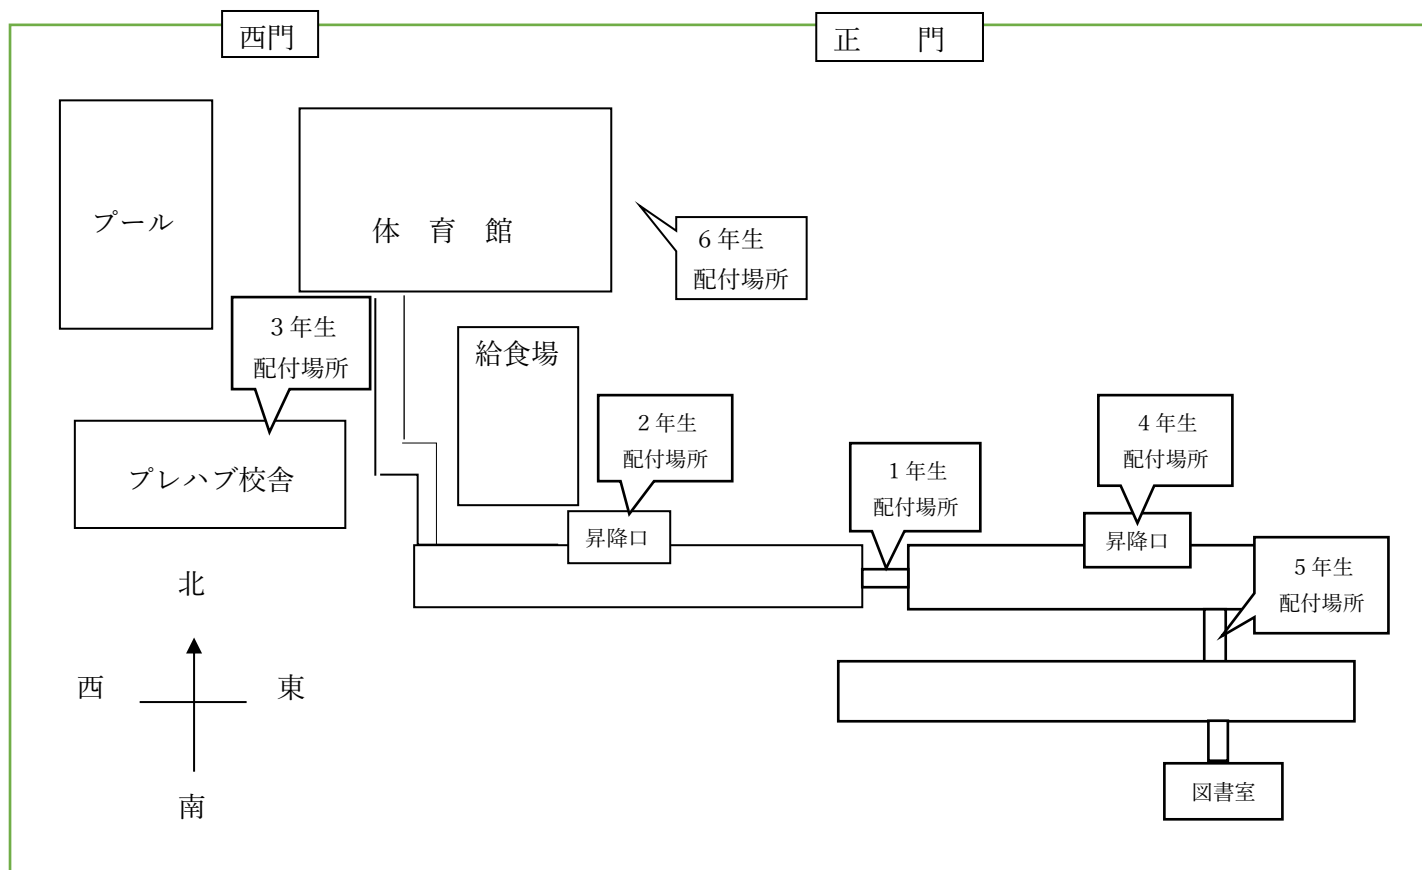 西門
正　門
プール
体　育　館
６年生
配付場所
３年生
配付場所
給食場
２年生
配付場所
４年生
配付場所
１年生
配付場所
プレハブ校舎
昇降口
昇降口
５年生
配付場所
北
西
東
南
図書室